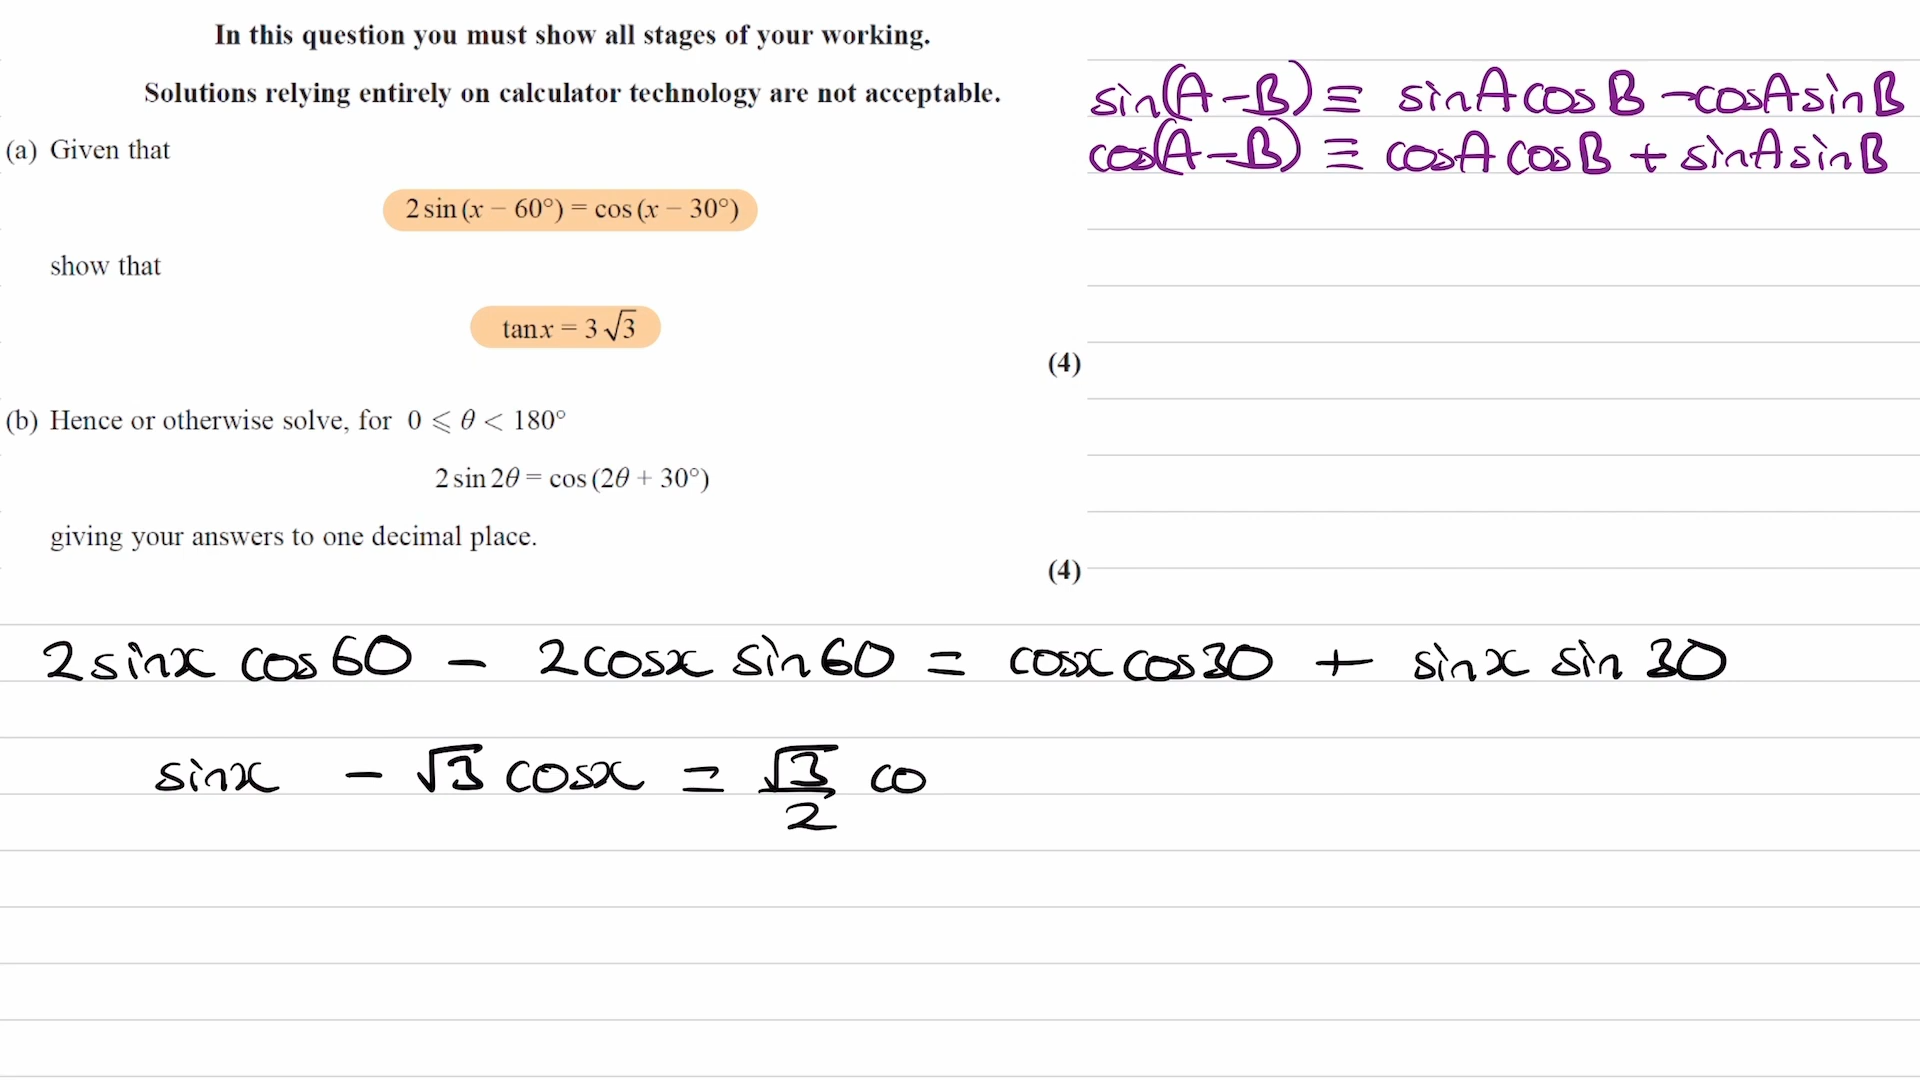 In this question you must show all stages of your working.
Solutions relying entirely on calculator technology are not acceptable.
(a) Given that
2 sin (x − 60°) = cos (x − 30°)
show that
tan x = 3√3
(4)
(b) Hence or otherwise solve, for 0 ⩽ θ < 180°
2 sin 2θ = cos (2θ + 30°)
giving your answers to one decimal place.
(4)
sin(A−B) ≡ sinA cosB − cosA sinB
cos(A−B) ≡ cosA cosB + sinA sinB
2 sinx cos60 − 2cosx sin60 = cosx cos30 + sinx sin 30
sinx − √3 cosx = √3/2 co